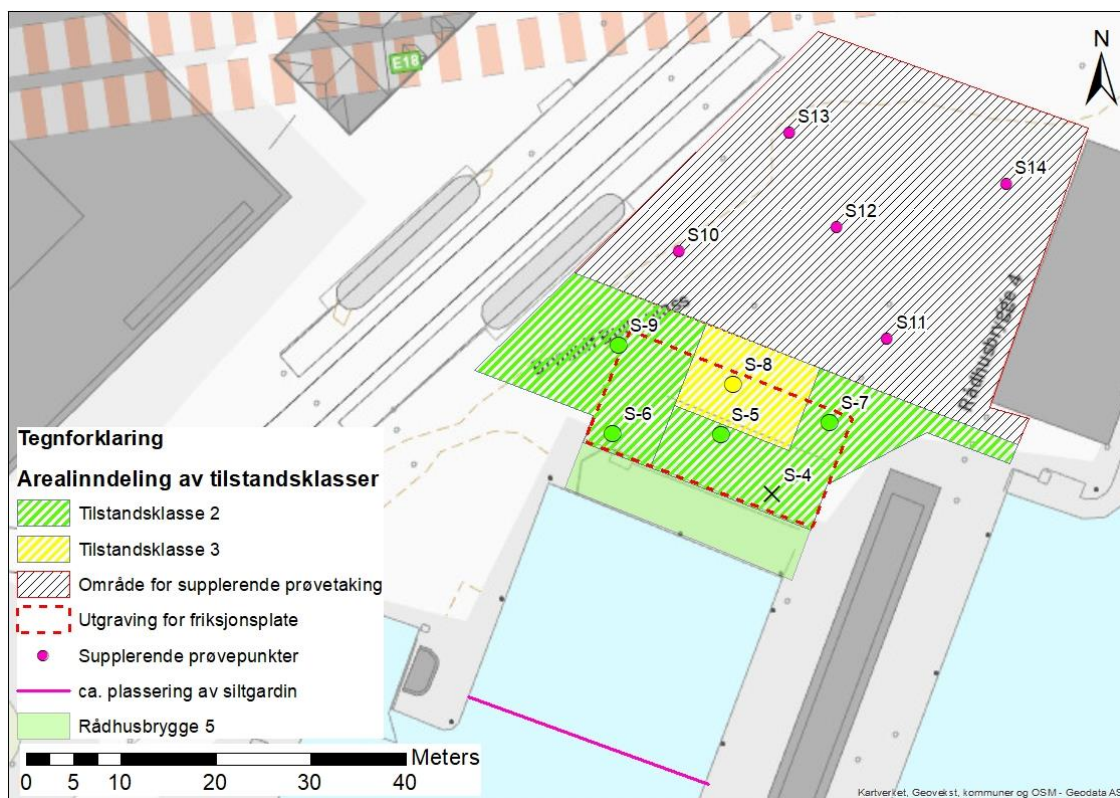 E18
N
S13
S14
S12
S10
S11
Rådhusbrygge 4
S-9
S-8
S-7
S-6
S-5
S-4
Tegnforklaring
Arealinndeling av tilstandsklasser
Tilstandsklasse 2
Tilstandsklasse 3
Område for supplerende prøvetaking
Utgraving for friksjonsplate
Supplerende prøvepunkter
ca. plassering av siltgardin
Rådhusbrygge 5
Meters
0 5 10 20 30 40
Kartverket, Geovekst, kommuner og OSM - Geodata AS